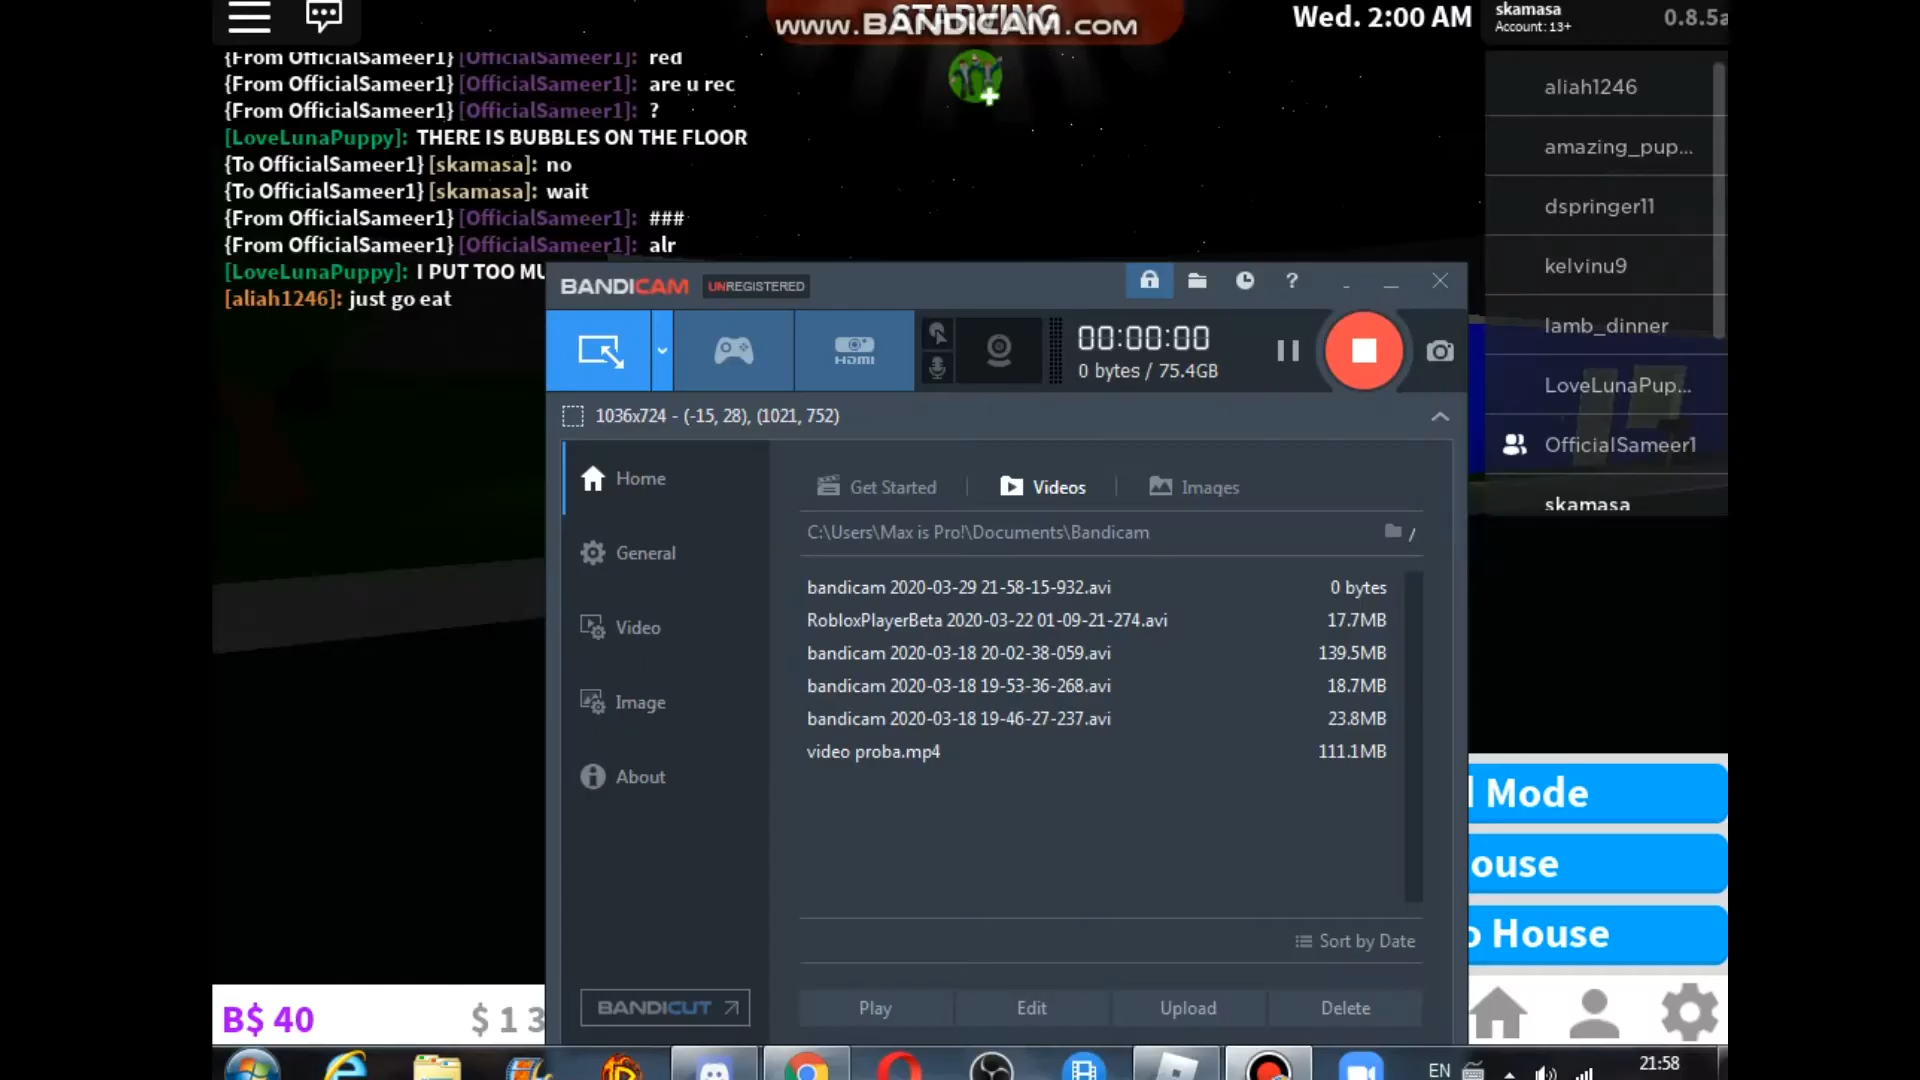 STARVING
www.BANDICAM.com
Wed. 2:00 AM
skamasa
Account: 13+
0.8.5a
{From OfficialSameer1} [OfficialSameer1]: red
{From OfficialSameer1} [OfficialSameer1]: are u rec
{From OfficialSameer1} [OfficialSameer1]: ?
[LoveLunaPuppy]: THERE IS BUBBLES ON THE FLOOR
{To OfficialSameer1} [skamasa]: no
{To OfficialSameer1} [skamasa]: wait
{From OfficialSameer1} [OfficialSameer1]: ###
{From OfficialSameer1} [OfficialSameer1]: alr
[LoveLunaPuppy]: I PUT TOO MU
[aliah1246]: just go eat
aliah1246
amazing_pup...
dspringer11
kelvinu9
lamb_dinner
LoveLunaPup...
OfficialSameer1
skamasa
BANDICAM UNREGISTERED
?
HDMI
00:00:00
0 bytes / 75.4GB
1036x724 - (-15, 28), (1021, 752)
Home
General
Video
Image
About
BANDICUT
Get Started
Videos
Images
C:\Users\Max is Pro!\Documents\Bandicam
/
bandicam 2020-03-29 21-58-15-932.avi 0 bytes
RobloxPlayerBeta 2020-03-22 01-09-21-274.avi 17.7MB
bandicam 2020-03-18 20-02-38-059.avi 139.5MB
bandicam 2020-03-18 19-53-36-268.avi 18.7MB
bandicam 2020-03-18 19-46-27-237.avi 23.8MB
video proba.mp4 111.1MB
Sort by Date
Play
Edit
Upload
Delete
Mode
ouse
o House
B$ 40
$ 1 3
EN
21:58